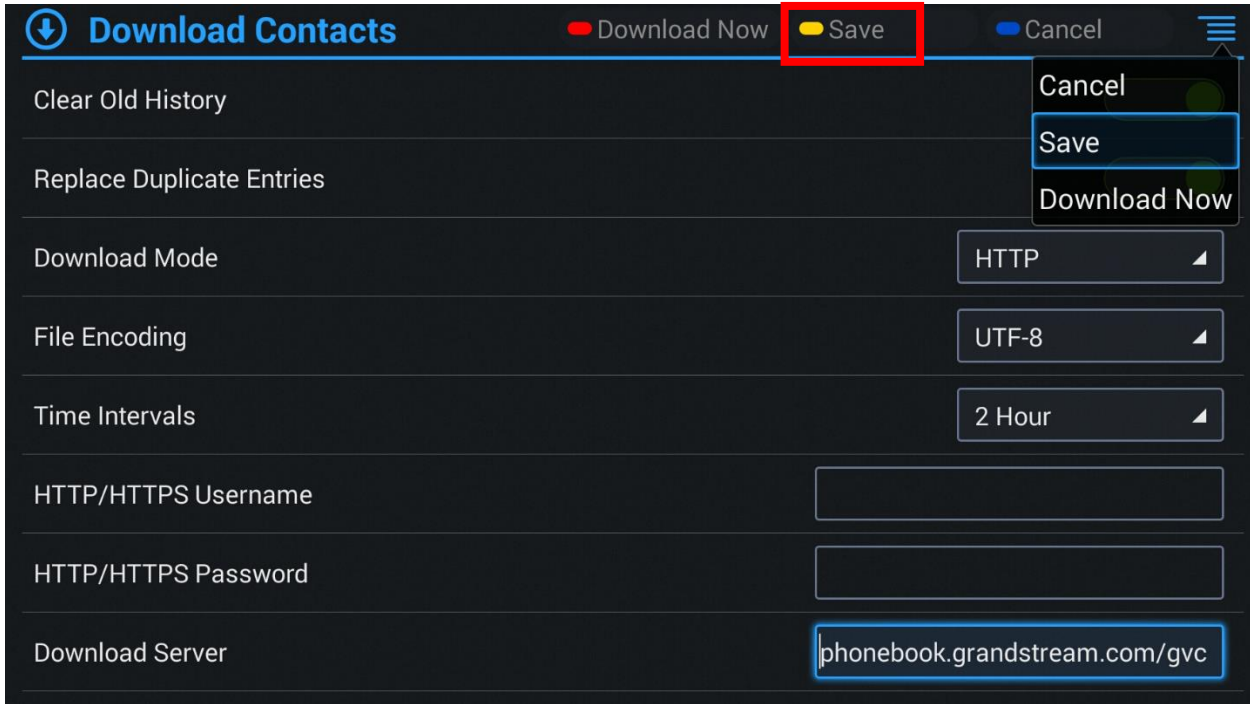 Download Contacts Download Now Save Cancel
Cancel
Clear Old History
Save
Replace Duplicate Entries
Download Now
Download Mode HTTP
File Encoding UTF-8
Time Intervals 2 Hour
HTTP/HTTPS Username
HTTP/HTTPS Password
Download Server phonebook.grandstream.com/gvc